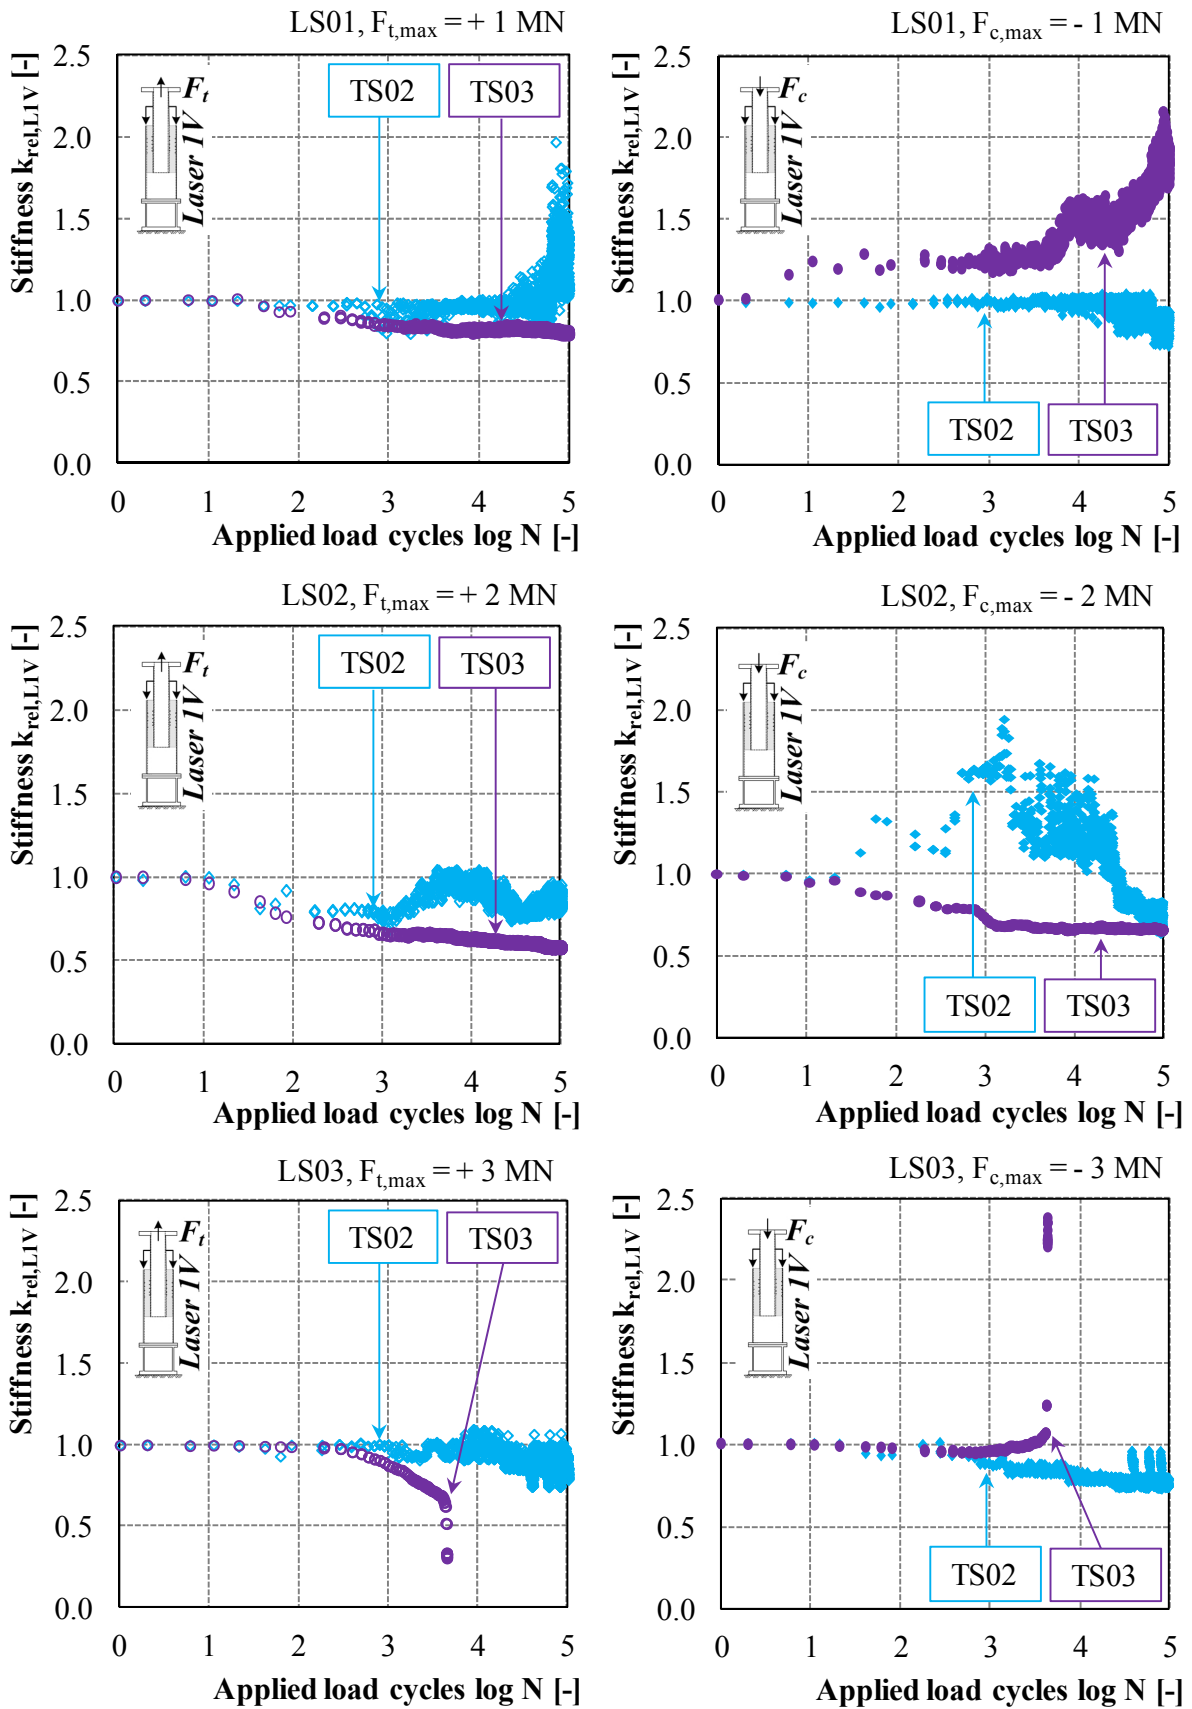 LS01, Ft,max = + 1 MN
Stiffness krel,L1V [-]
2.5
2.0
1.5
1.0
0.5
0.0
Ft
Laser 1V
TS02
TS03
0 1 2 3 4 5
Applied load cycles log N [-]
LS01, Fc,max = - 1 MN
Stiffness krel,L1V [-]
2.5
2.0
1.5
1.0
0.5
0.0
Fc
Laser 1V
TS02
TS03
0 1 2 3 4 5
Applied load cycles log N [-]
LS02, Ft,max = + 2 MN
Stiffness krel,L1V [-]
2.5
2.0
1.5
1.0
0.5
0.0
Ft
Laser 1V
TS02
TS03
0 1 2 3 4 5
Applied load cycles log N [-]
LS02, Fc,max = - 2 MN
Stiffness krel,L1V [-]
2.5
2.0
1.5
1.0
0.5
0.0
Fc
Laser 1V
TS02
TS03
0 1 2 3 4 5
Applied load cycles log N [-]
LS03, Ft,max = + 3 MN
Stiffness krel,L1V [-]
2.5
2.0
1.5
1.0
0.5
0.0
Ft
Laser 1V
TS02
TS03
0 1 2 3 4 5
Applied load cycles log N [-]
LS03, Fc,max = - 3 MN
Stiffness krel,L1V [-]
2.5
2.0
1.5
1.0
0.5
0.0
Fc
Laser 1V
TS02
TS03
0 1 2 3 4 5
Applied load cycles log N [-]